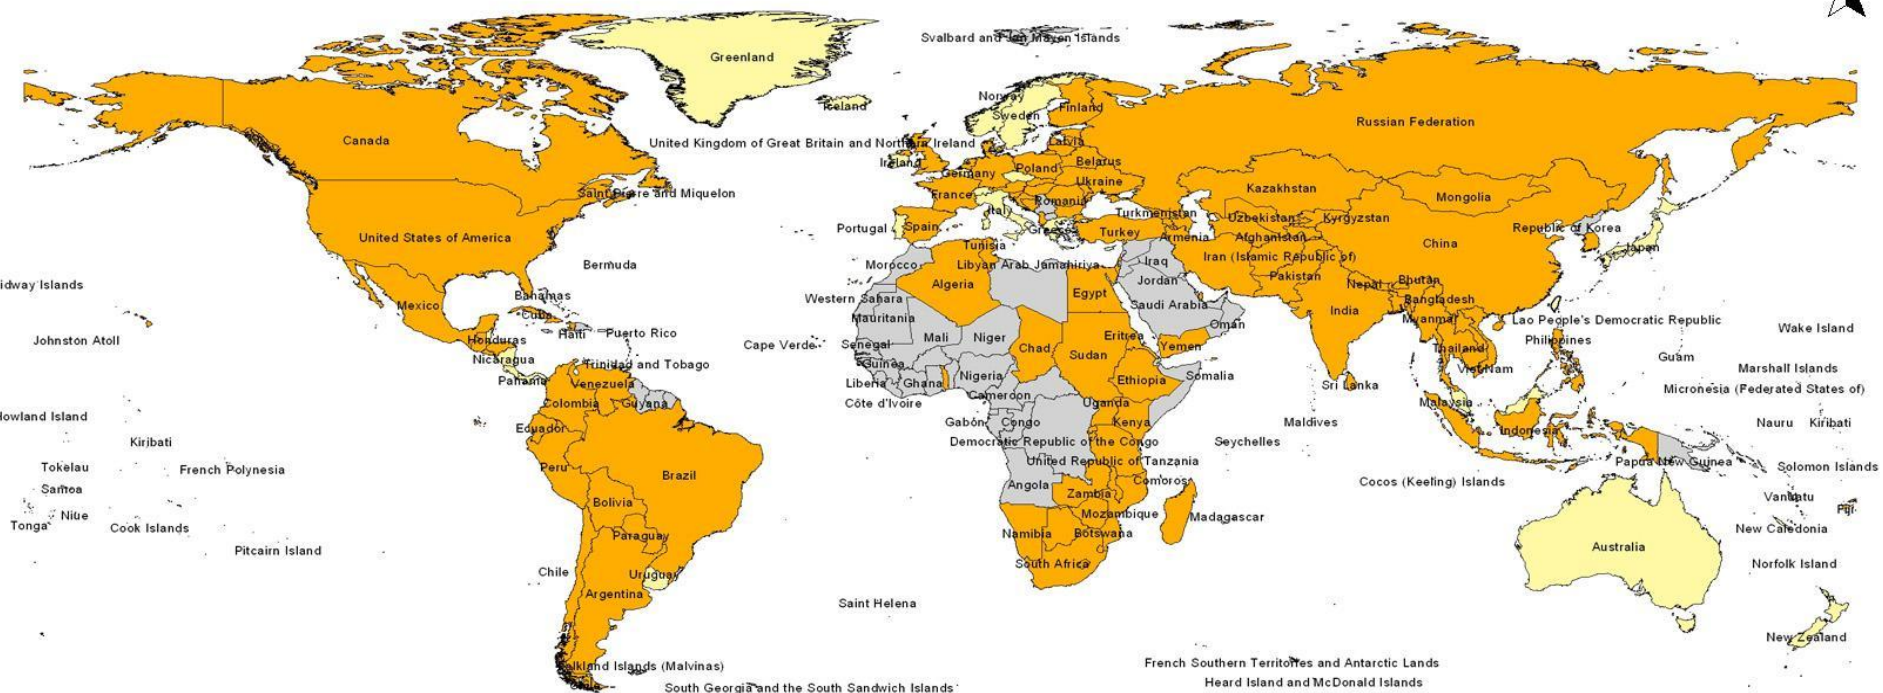 Svalbard and Jan Mayen Islands
Greenland
Iceland
Norway
Sweden
Finland
Russian Federation
Canada
United Kingdom of Great Britain and Northern Ireland
Latvia
Ireland
Belarus
Poland
Germany
Ukraine
Saint Pierre and Miquelon
France
Kazakhstan
Mongolia
Romania
Italy
Turkmenistan
Uzbekistan
Kyrgyzstan
Portugal
Spain
Greece
Turkey
Armenia
Afghanistan
Republic of Korea
United States of America
China
Japan
Tunisia
Bermuda
Morocco
Libyan Arab Jamahiriya
Iraq
Iran (Islamic Republic of)
Pakistan
idway Islands
Algeria
Jordan
Nepal
Bhutan
Bahamas
Western Sahara
Egypt
Saudi Arabia
Bangladesh
Mexico
Cuba
Mauritania
India
Myanmar
Lao People's Democratic Republic
Wake Island
Johnston Atoll
Honduras
Haiti
Puerto Rico
Cape Verde
Senegal
Mali
Niger
Chad
Sudan
Eritrea
Yemen
Oman
Thailand
Philippines
Guam
Nicaragua
Trinidad and Tobago
Guinea
Viet Nam
Marshall Islands
Panama
Venezuela
Liberia
Ghana
Nigeria
Ethiopia
Somalia
Sri Lanka
Micronesia (Federated States of)
Colombia
Guyana
Côte d'Ivoire
Cameroon
Uganda
Malaysia
Howland Island
Ecuador
Gabon
Congo
Kenya
Maldives
Indonesia
Nauru
Kiribati
Kiribati
Democratic Republic of the Congo
Seychelles
Tokelau
French Polynesia
Peru
Brazil
United Republic of Tanzania
Papua New Guinea
Solomon Islands
Samoa
Angola
Comoros
Cocos (Keeling) Islands
Bolivia
Zambia
Vanuatu
Niue
Tonga
Cook Islands
Mozambique
Madagascar
Fiji
New Caledonia
Paraguay
Namibia
Botswana
Pitcairn Island
Australia
Chile
Uruguay
South Africa
Norfolk Island
Argentina
Saint Helena
New Zealand
Falkland Islands (Malvinas)
French Southern Territories and Antarctic Lands
Chile
South Georgia and the South Sandwich Islands
Heard Island and McDonald Islands